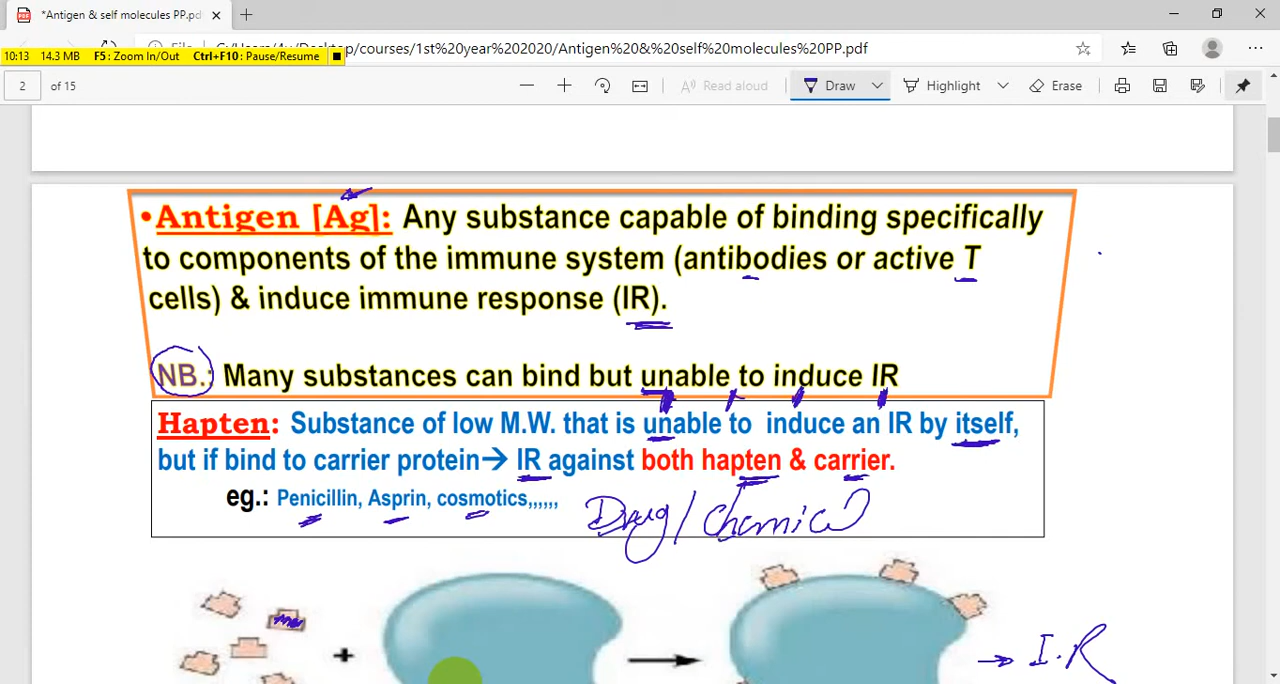 *Antigen & self molecules PP.pd
10:13 14.3 MB F5: Zoom In/Out Ctrl+F10: Pause/Resume
/Desktop/courses/1st%20year%202020/Antigen%20&%20self%20molecules%20PP.pdf
2 of 15 Read aloud Draw Highlight Erase
•Antigen [Ag]: Any substance capable of binding specifically
to components of the immune system (antibodies or active T
cells) & induce immune response (IR).
NB.: Many substances can bind but unable to induce IR
Hapten: Substance of low M.W. that is unable to induce an IR by itself,
but if bind to carrier protein→ IR against both hapten & carrier.
eg.: Penicillin, Asprin, cosmotics,,,,,, Drug/Chemical
+ → → I.R